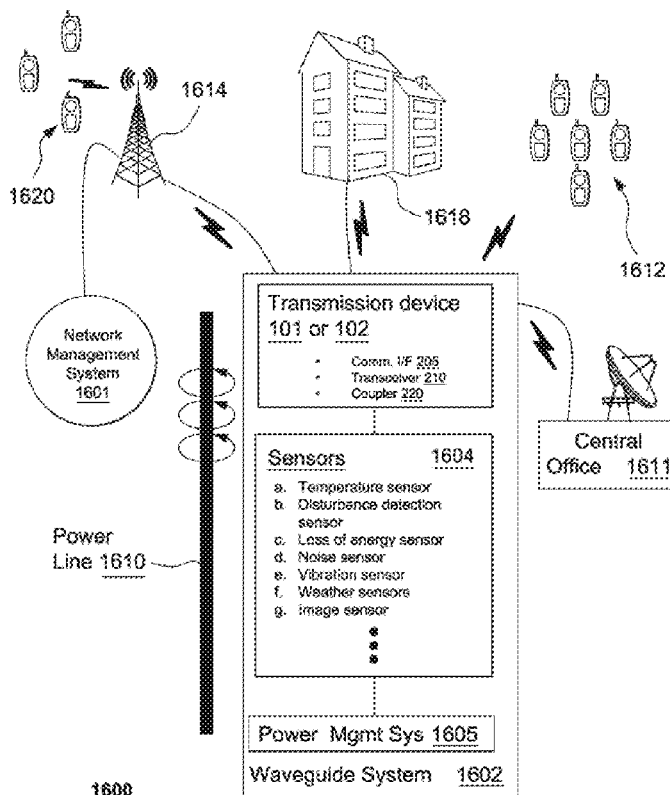 1614
1620
1618
1612
Network
Management
System
1601
Transmission device
101 or 102
• Comm. I/F 205
• Transceiver 210
• Coupler 220
Central
Office 1611
Sensors 1604
a. Temperature sensor
b. Disturbance detection
sensor
c. Loss of energy sensor
d. Noise sensor
e. Vibration sensor
f. Weather sensors
g. Image sensor
Power
Line 1610
Power Mgmt Sys 1605
Waveguide System 1602
1600